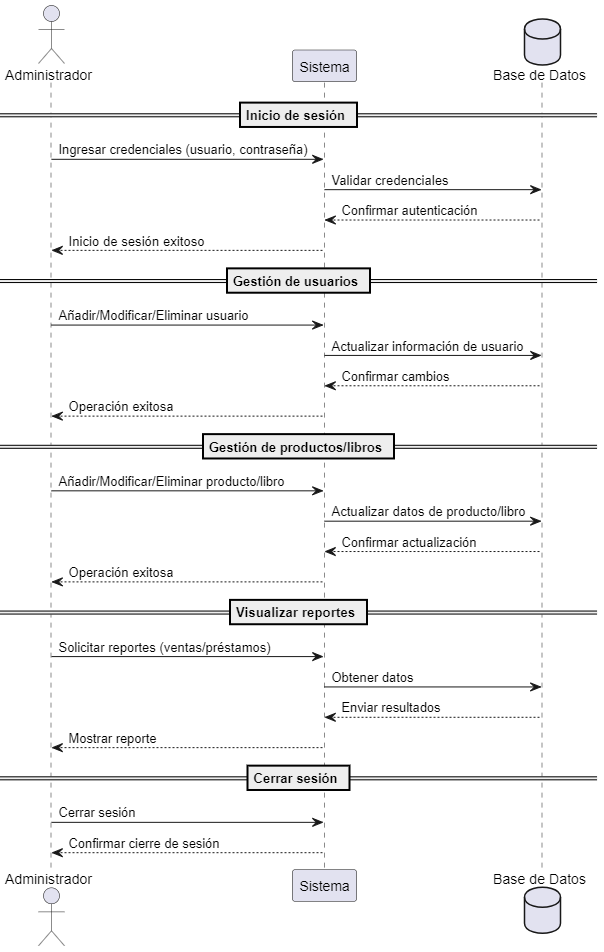 Administrador
Sistema
Base de Datos
Inicio de sesión
Ingresar credenciales (usuario, contraseña)
Validar credenciales
Confirmar autenticación
Inicio de sesión exitoso
Gestión de usuarios
Añadir/Modificar/Eliminar usuario
Actualizar información de usuario
Confirmar cambios
Operación exitosa
Gestión de productos/libros
Añadir/Modificar/Eliminar producto/libro
Actualizar datos de producto/libro
Confirmar actualización
Operación exitosa
Visualizar reportes
Solicitar reportes (ventas/préstamos)
Obtener datos
Enviar resultados
Mostrar reporte
Cerrar sesión
Cerrar sesión
Confirmar cierre de sesión
Administrador
Sistema
Base de Datos